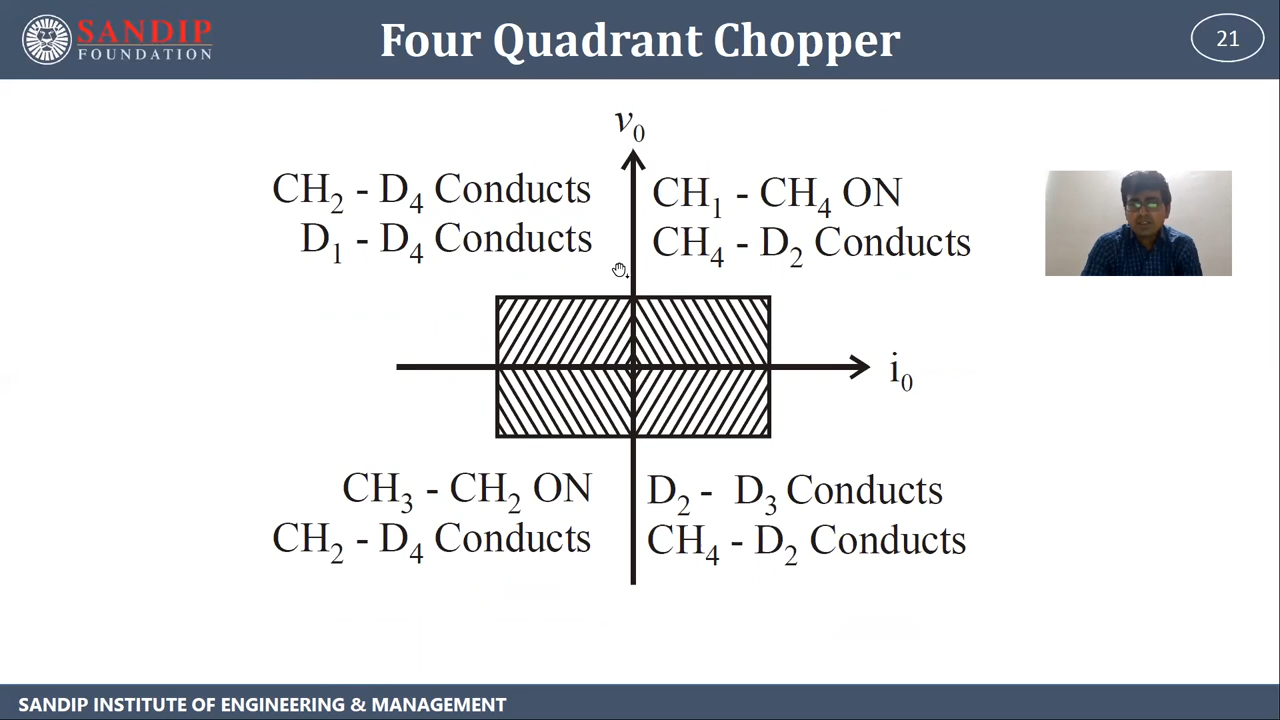 SANDIP
FOUNDATION
Four Quadrant Chopper
21
v₀
CH₂ - D₄ Conducts
D₁ - D₄ Conducts
CH₁ - CH₄ ON
CH₄ - D₂ Conducts
i₀
CH₃ - CH₂ ON
CH₂ - D₄ Conducts
D₂ - D₃ Conducts
CH₄ - D₂ Conducts
SANDIP INSTITUTE OF ENGINEERING & MANAGEMENT